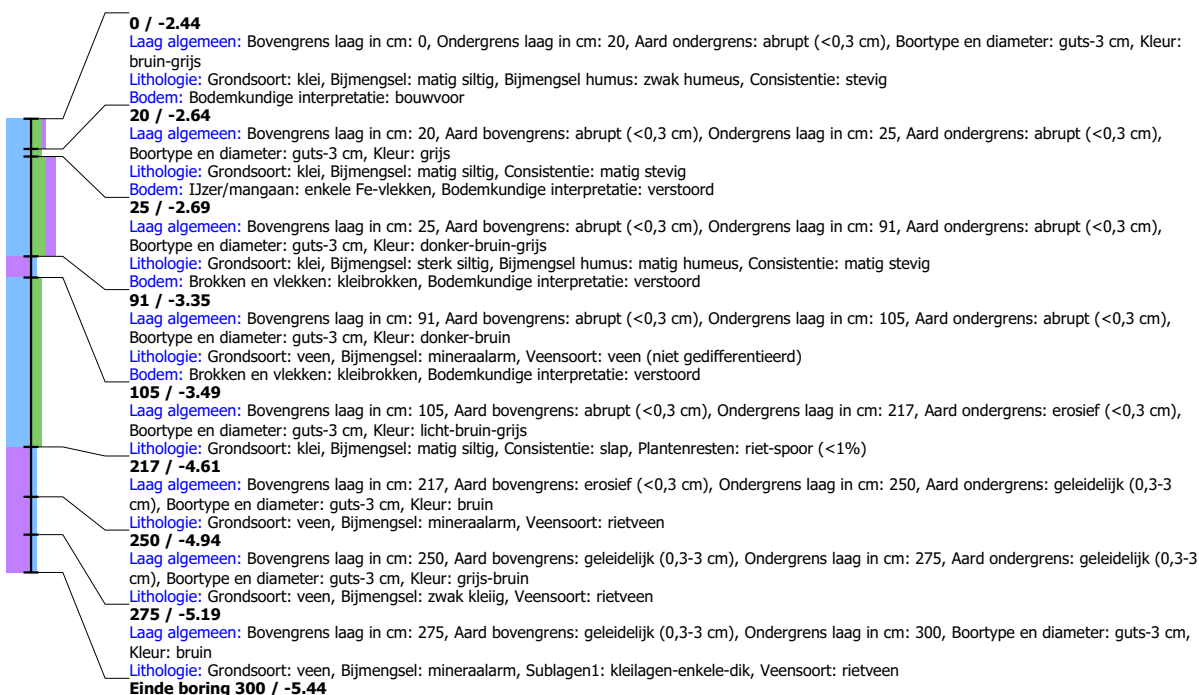 0 / -2.44
Laag algemeen: Bovengrens laag in cm: 0, Ondergrens laag in cm: 20, Aard ondergrens: abrupt (<0,3 cm), Boortype en diameter: guts-3 cm, Kleur:
bruin-grijs
Lithologie: Grondsoort: klei, Bijmengsel: matig siltig, Bijmengsel humus: zwak humeus, Consistentie: stevig
Bodem: Bodemkundige interpretatie: bouwvoor
20 / -2.64
Laag algemeen: Bovengrens laag in cm: 20, Aard bovengrens: abrupt (<0,3 cm), Ondergrens laag in cm: 25, Aard ondergrens: abrupt (<0,3 cm),
Boortype en diameter: guts-3 cm, Kleur: grijs
Lithologie: Grondsoort: klei, Bijmengsel: matig siltig, Consistentie: matig stevig
Bodem: IJzer/mangaan: enkele Fe-vlekken, Bodemkundige interpretatie: verstoord
25 / -2.69
Laag algemeen: Bovengrens laag in cm: 25, Aard bovengrens: abrupt (<0,3 cm), Ondergrens laag in cm: 91, Aard ondergrens: abrupt (<0,3 cm),
Boortype en diameter: guts-3 cm, Kleur: donker-bruin-grijs
Lithologie: Grondsoort: klei, Bijmengsel: sterk siltig, Bijmengsel humus: matig humeus, Consistentie: matig stevig
Bodem: Brokken en vlekken: kleibrokken, Bodemkundige interpretatie: verstoord
91 / -3.35
Laag algemeen: Bovengrens laag in cm: 91, Aard bovengrens: abrupt (<0,3 cm), Ondergrens laag in cm: 105, Aard ondergrens: abrupt (<0,3 cm),
Boortype en diameter: guts-3 cm, Kleur: donker-bruin
Lithologie: Grondsoort: veen, Bijmengsel: mineraalarm, Veensoort: veen (niet gedifferentieerd)
Bodem: Brokken en vlekken: kleibrokken, Bodemkundige interpretatie: verstoord
105 / -3.49
Laag algemeen: Bovengrens laag in cm: 105, Aard bovengrens: abrupt (<0,3 cm), Ondergrens laag in cm: 217, Aard ondergrens: erosief (<0,3 cm),
Boortype en diameter: guts-3 cm, Kleur: licht-bruin-grijs
Lithologie: Grondsoort: klei, Bijmengsel: matig siltig, Consistentie: slap, Plantenresten: riet-spoor (<1%)
217 / -4.61
Laag algemeen: Bovengrens laag in cm: 217, Aard bovengrens: erosief (<0,3 cm), Ondergrens laag in cm: 250, Aard ondergrens: geleidelijk (0,3-3
cm), Boortype en diameter: guts-3 cm, Kleur: bruin
Lithologie: Grondsoort: veen, Bijmengsel: mineraalarm, Veensoort: rietveen
250 / -4.94
Laag algemeen: Bovengrens laag in cm: 250, Aard bovengrens: geleidelijk (0,3-3 cm), Ondergrens laag in cm: 275, Aard ondergrens: geleidelijk (0,3-3
cm), Boortype en diameter: guts-3 cm, Kleur: grijs-bruin
Lithologie: Grondsoort: veen, Bijmengsel: zwak kleiig, Veensoort: rietveen
275 / -5.19
Laag algemeen: Bovengrens laag in cm: 275, Aard bovengrens: geleidelijk (0,3-3 cm), Ondergrens laag in cm: 300, Boortype en diameter: guts-3 cm,
Kleur: bruin
Lithologie: Grondsoort: veen, Bijmengsel: mineraalarm, Sublagen1: kleilagen-enkele-dik, Veensoort: rietveen
Einde boring 300 / -5.44